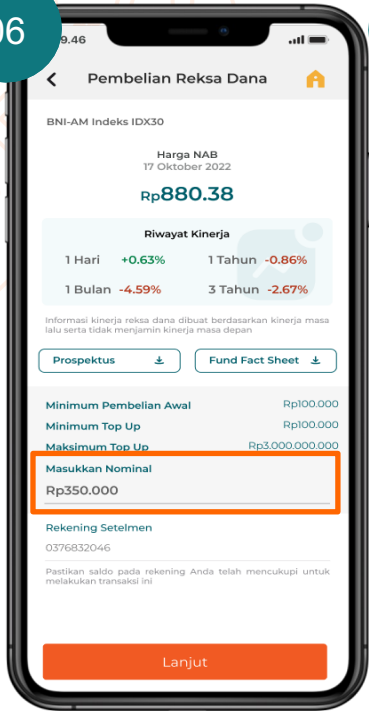 06
9.46
Pembelian Reksa Dana
BNI-AM Indeks IDX30
Harga NAB
17 Oktober 2022
Rp880.38
Riwayat Kinerja
1 Hari +0.63% 1 Tahun -0.86%
1 Bulan -4.59% 3 Tahun -2.67%
Informasi kinerja reksa dana dibuat berdasarkan kinerja masa
lalu serta tidak menjamin kinerja masa depan
Prospektus Fund Fact Sheet
Minimum Pembelian Awal Rp100.000
Minimum Top Up Rp100.000
Maksimum Top Up Rp3.000.000.000
Masukkan Nominal
Rp350.000
Rekening Setelmen
0376832046
Pastikan saldo pada rekening Anda telah mencukupi untuk
melakukan transaksi ini
Lanjut